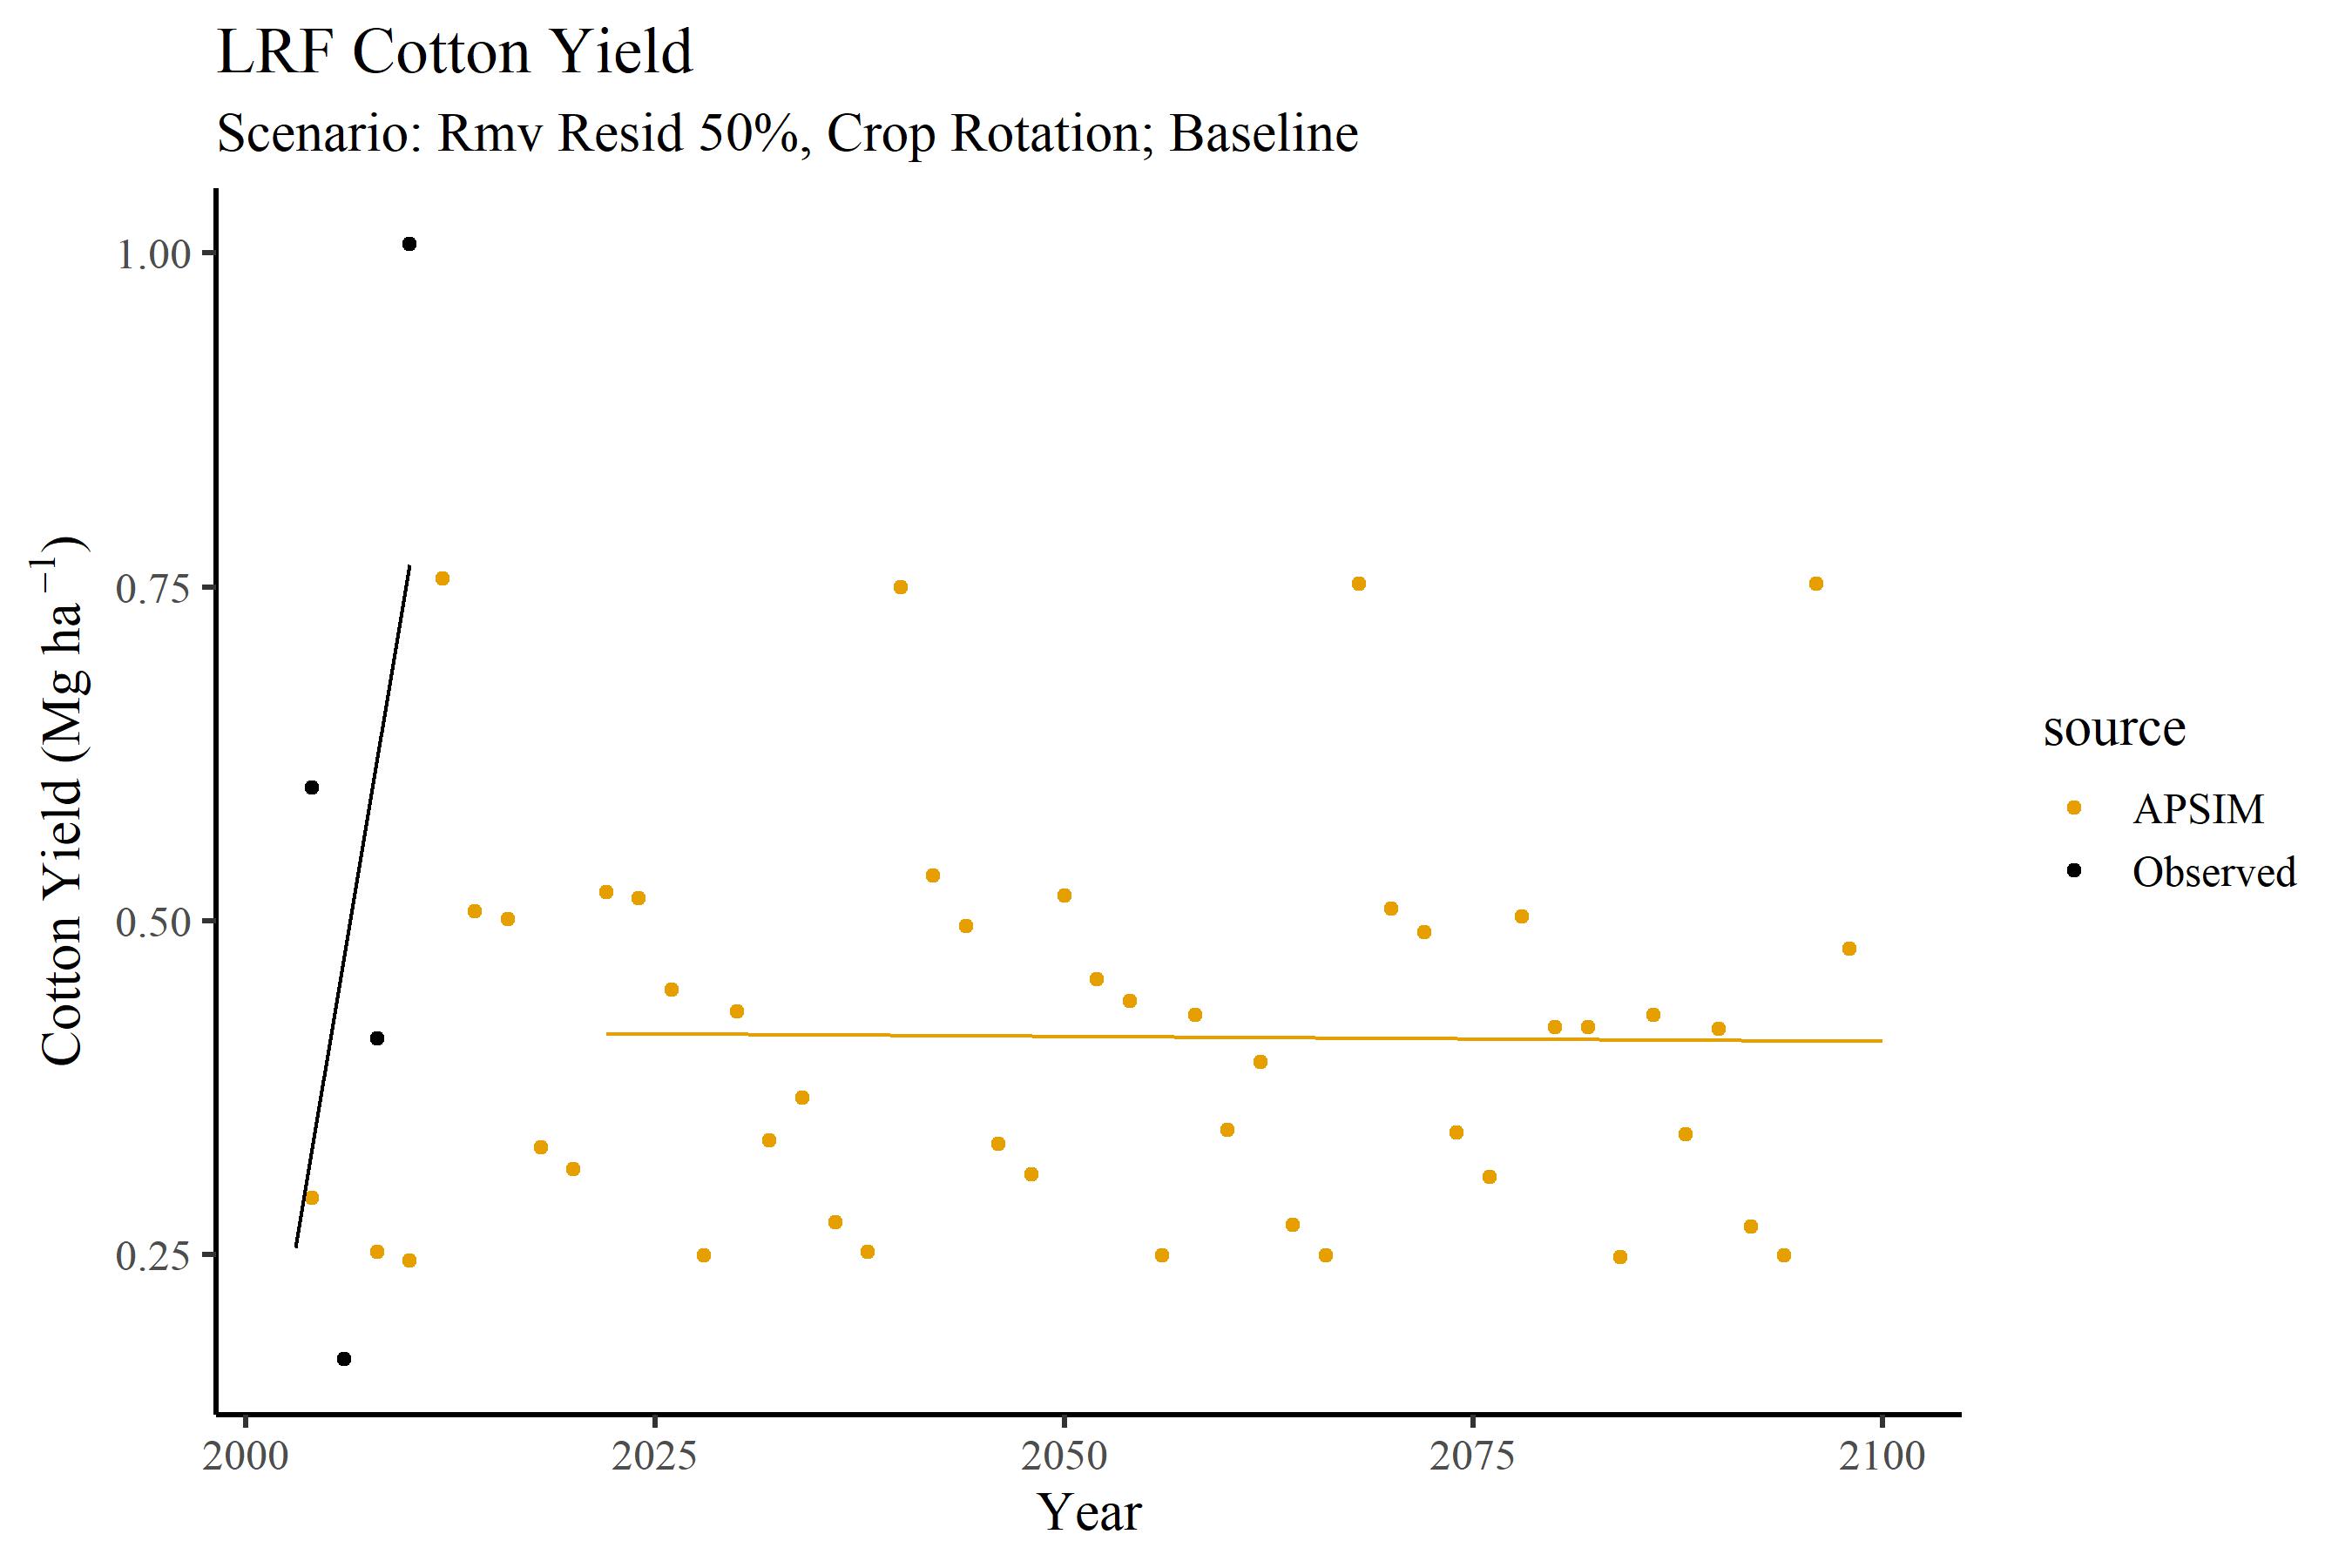 LRF Cotton Yield
Scenario: Rmv Resid 50%, Crop Rotation; Baseline
Cotton Yield (Mg ha⁻¹)
1.00
0.75
0.50
0.25
2000 2025 2050 2075 2100
Year
source
APSIM
Observed